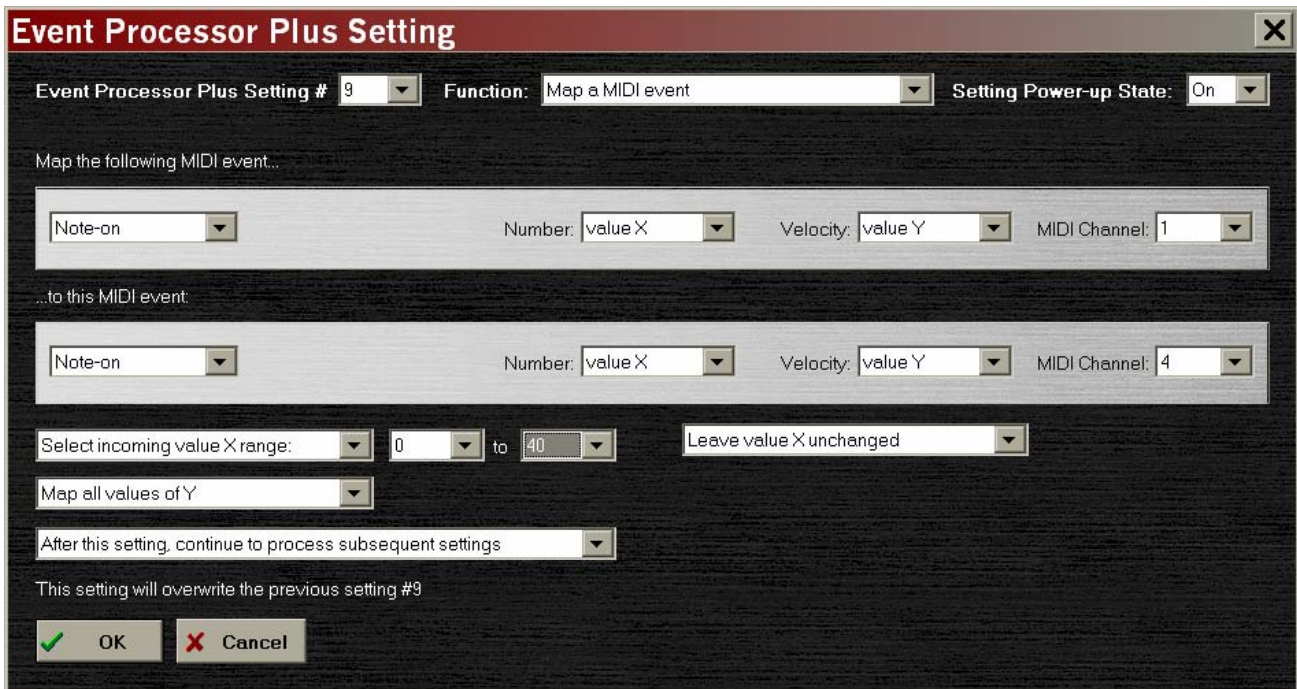 Event Processor Plus Setting
Event Processor Plus Setting # 9 Function: Map a MIDI event Setting Power-up State: On
Map the following MIDI event...
Note-on Number: value X Velocity: value Y MIDI Channel: 1
...to this MIDI event:
Note-on Number: value X Velocity: value Y MIDI Channel: 4
Select incoming value X range: 0 to 40 Leave value X unchanged
Map all values of Y
After this setting, continue to process subsequent settings
This setting will overwrite the previous setting #9
OK Cancel